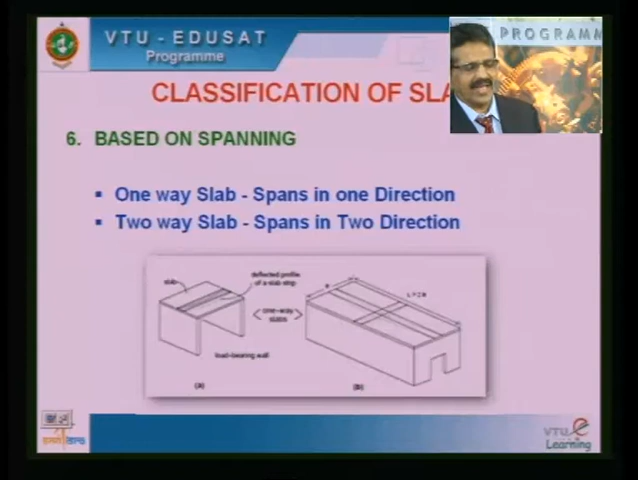 VTU - EDUSAT
Programme
PROGRAMM
CLASSIFICATION OF SLA
6. BASED ON SPANNING
▪ One way Slab - Spans in one Direction
▪ Two way Slab - Spans in Two Direction
slab
deflected profile
of a slab strip
one-way
slabs
load-bearing wall
(a)
(b)
VTU e
Learning